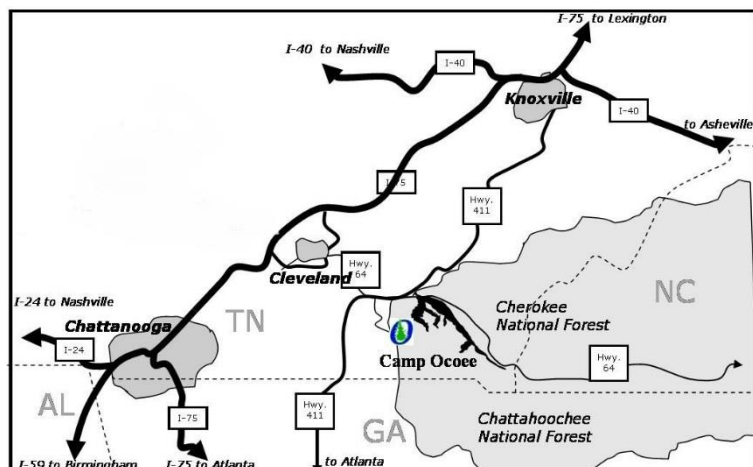 I-75 to Lexington
I-40 to Nashville
I-40
Knoxville
I-40
to Asheville
I-75
Hwy.
411
Hwy.
64
Cleveland
I-24 to Nashville
Chattanooga
TN
NC
Cherokee
National Forest
Camp Ocoee
I-24
Hwy.
64
AL
I-75
Hwy.
411
GA
Chattahoochee
National Forest
I-59 to Birmingham
I-75 to Atlanta
to Atlanta